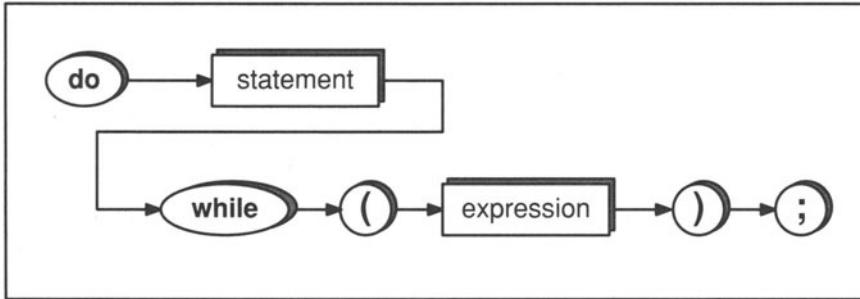 do statement
while ( expression ) ;